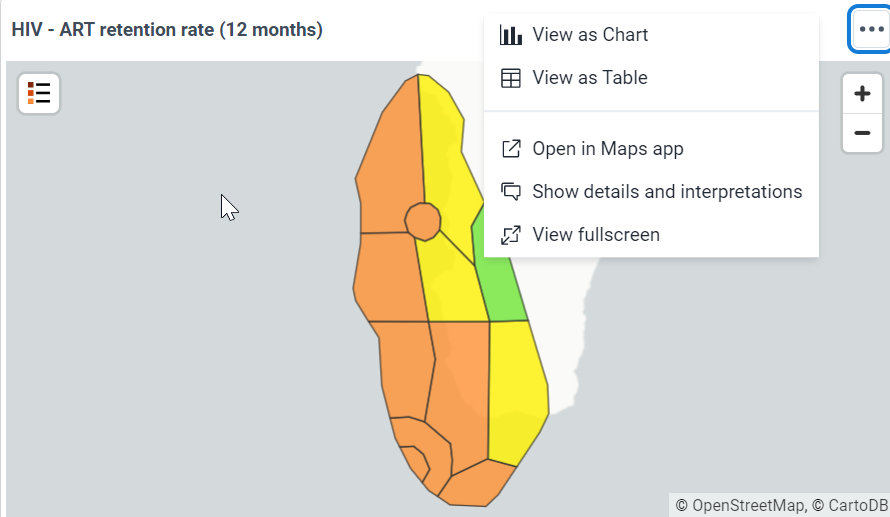 HIV - ART retention rate (12 months)
View as Chart
View as Table
Open in Maps app
Show details and interpretations
View fullscreen
© OpenStreetMap, © CartoDB